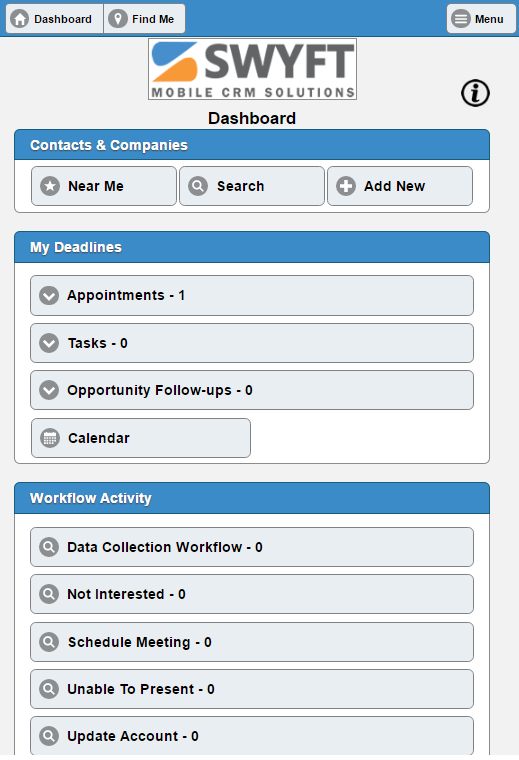 Dashboard Find Me Menu
SWYFT
MOBILE CRM SOLUTIONS
Dashboard
Contacts & Companies
Near Me Search Add New
My Deadlines
Appointments - 1
Tasks - 0
Opportunity Follow-ups - 0
Calendar
Workflow Activity
Data Collection Workflow - 0
Not Interested - 0
Schedule Meeting - 0
Unable To Present - 0
Update Account - 0